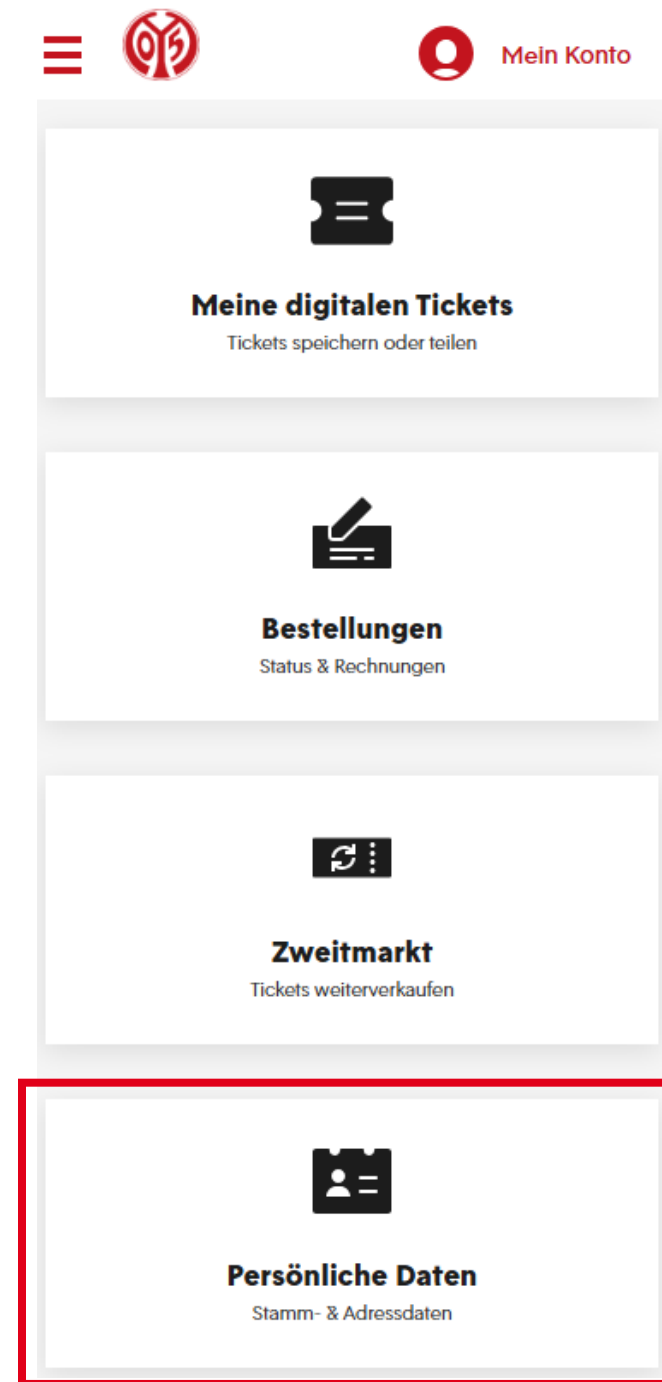 Mein Konto
Meine digitalen Tickets
Tickets speichern oder teilen
Bestellungen
Status & Rechnungen
Zweitmarkt
Tickets weiterverkaufen
Persönliche Daten
Stamm- & Adressdaten